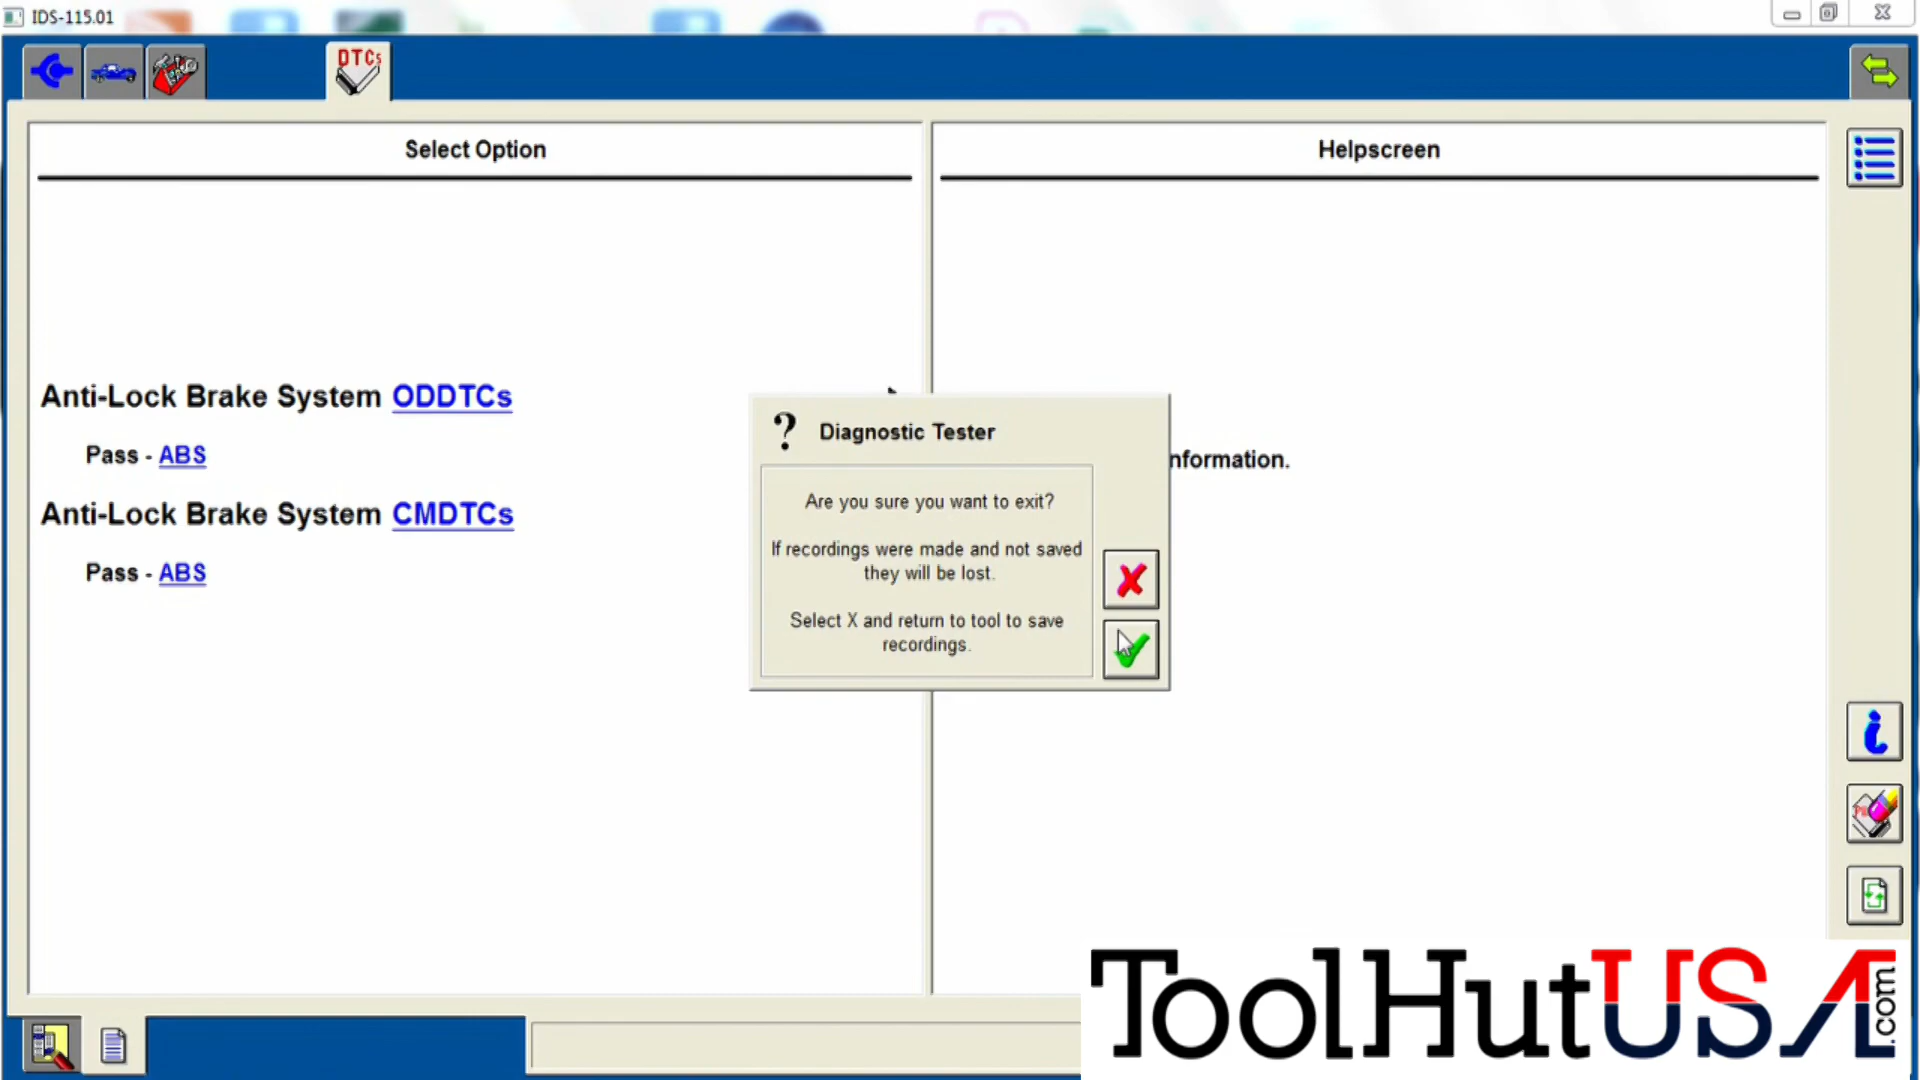 IDS-115.01
DTCs
Select Option
Helpscreen
Anti-Lock Brake System ODDTCs
Pass - ABS
Anti-Lock Brake System CMDTCs
Pass - ABS
nformation.
? Diagnostic Tester
Are you sure you want to exit?
If recordings were made and not saved
they will be lost.
Select X and return to tool to save
recordings.
i
ToolHutUSA.com